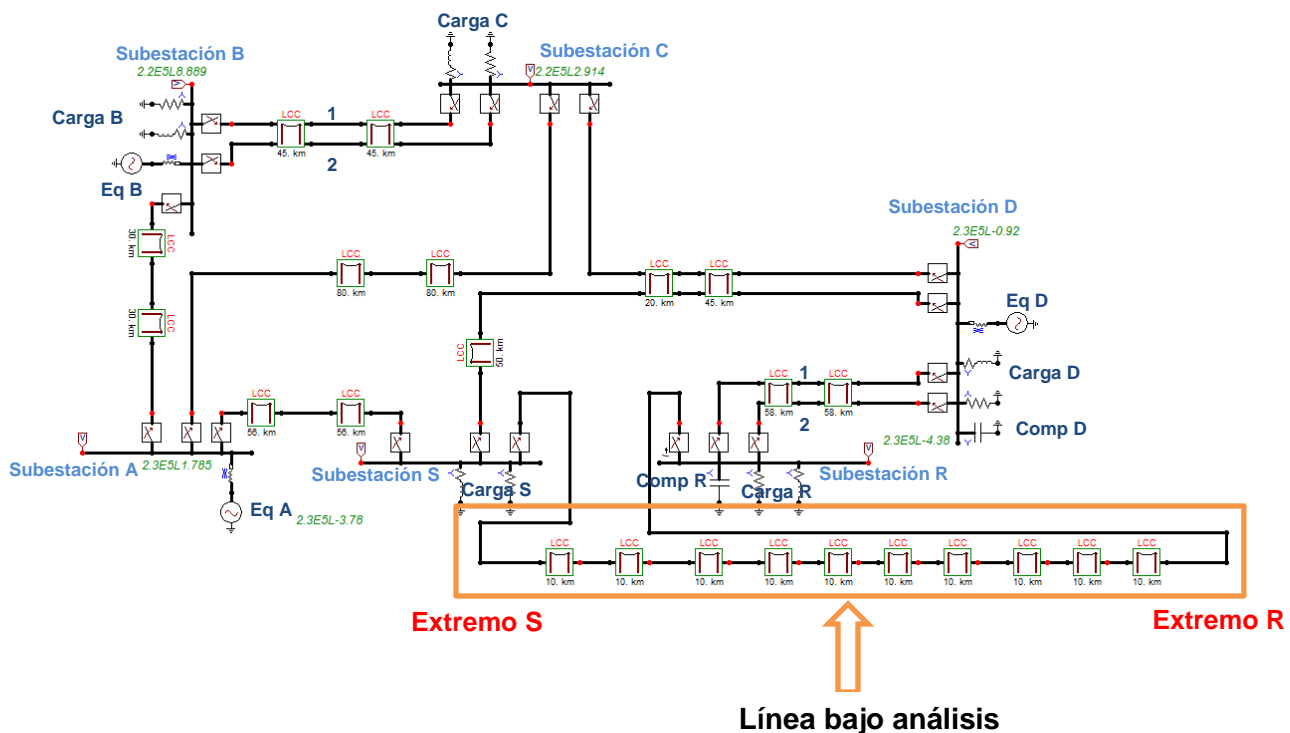 Carga C
Subestación B
Subestación C
2.2E5L8.889
2.2E5L2.914
V
V
Carga B
1
LCC
LCC
45. km
45. km
2
Eq B
Subestación D
2.3E5L-0.92
V
LCC
30. km
LCC
LCC
80. km
80. km
LCC
LCC
20. km
45. km
Eq D
LCC
30. km
LCC
50. km
1
LCC
LCC
58. km
58. km
2
Carga D
Comp D
2.3E5L-4.38
LCC
LCC
56. km
56. km
V
V
V
Subestación A
2.3E5L1.785
Subestación S
Carga S
I
Comp R
Carga R
Subestación R
Eq A
2.3E5L-3.78
LCC
LCC
LCC
LCC
LCC
LCC
LCC
LCC
LCC
LCC
10. km
10. km
10. km
10. km
10. km
10. km
10. km
10. km
10. km
10. km
Extremo S
Extremo R
Línea bajo análisis